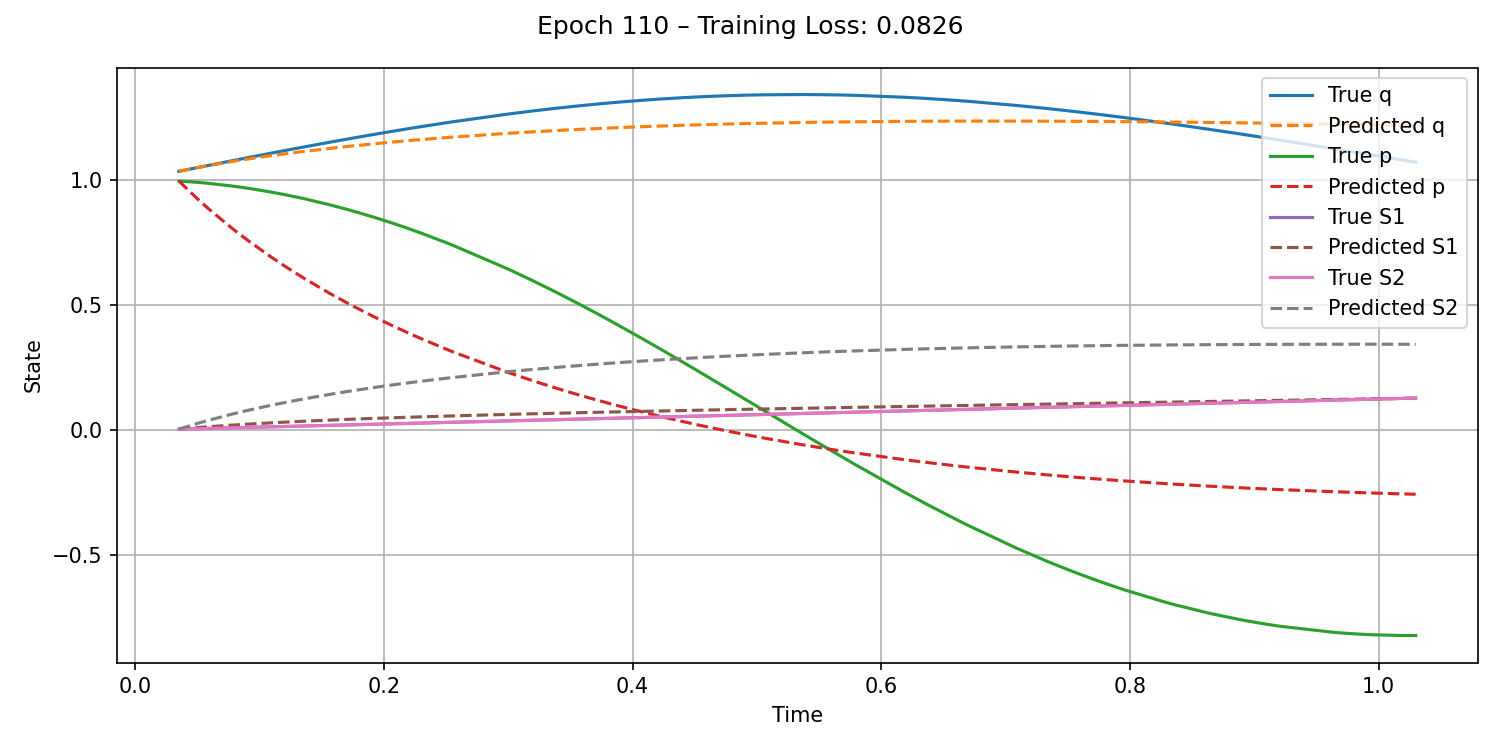 Epoch 110 – Training Loss: 0.0826
True q
Predicted q
True p
Predicted p
True S1
Predicted S1
True S2
Predicted S2
1.0
0.5
0.0
−0.5
State
0.0
0.2
0.4
0.6
0.8
1.0
Time